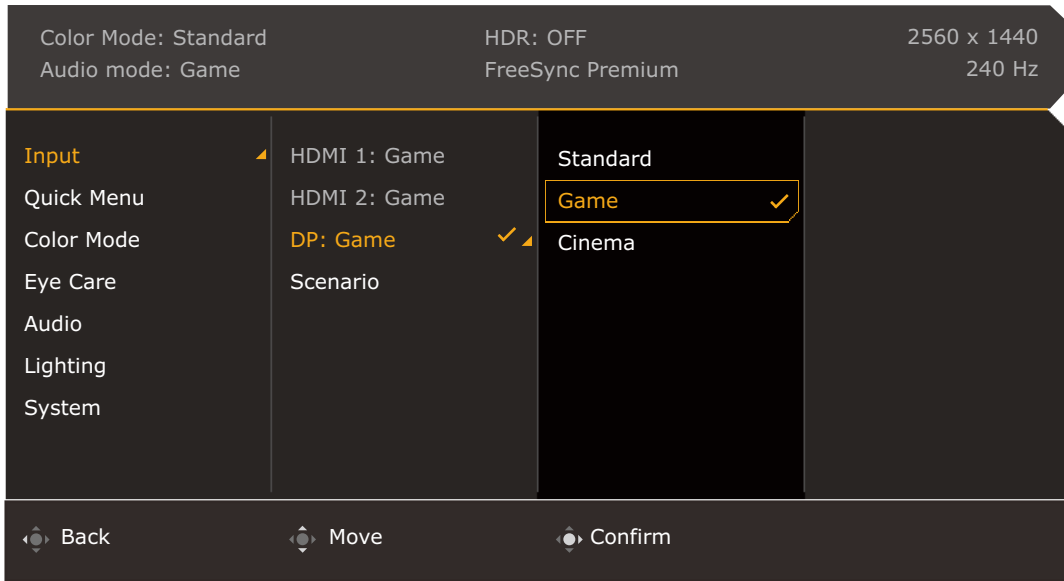 Color Mode: Standard
HDR: OFF
2560 x 1440
Audio mode: Game
FreeSync Premium
240 Hz
Input
Quick Menu
Color Mode
Eye Care
Audio
Lighting
System
HDMI 1: Game
HDMI 2: Game
DP: Game
Scenario
Standard
Game
Cinema
Back
Move
Confirm